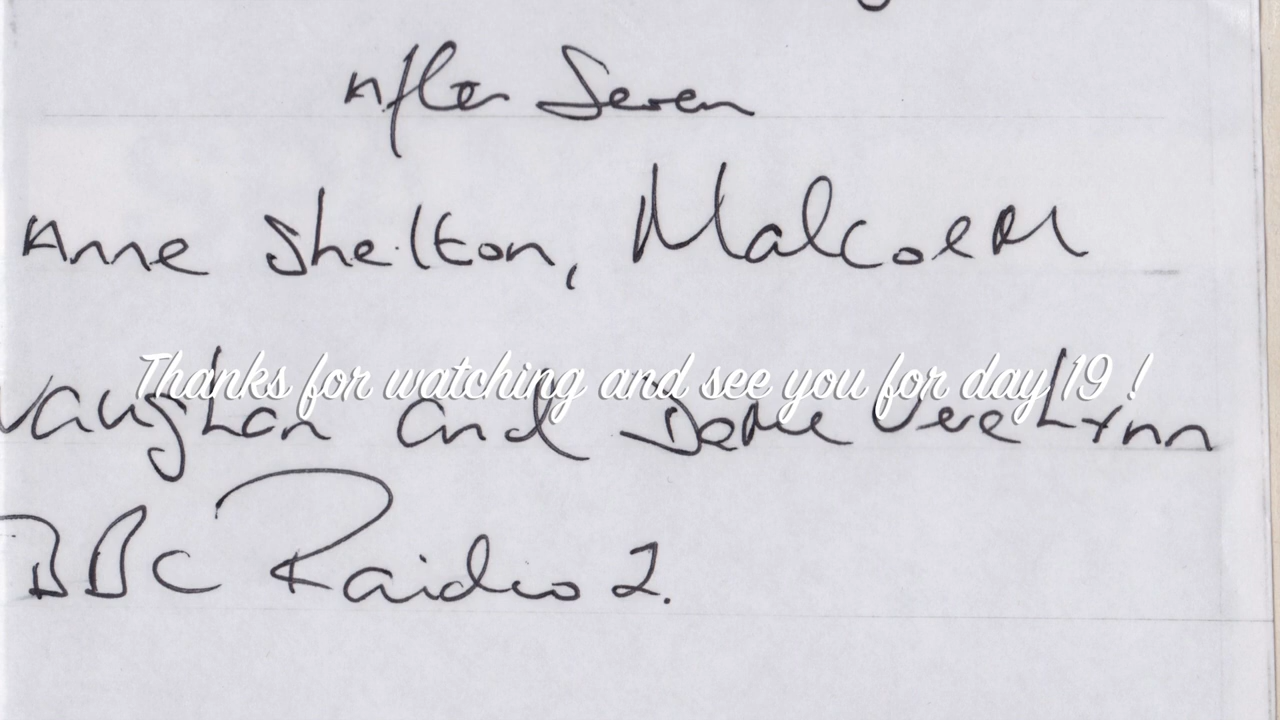 After Seven
Anne Shelton, Malcolm
Thanks for watching and see you for day 19 !
Vaughan and Dame Vera Lynn
BBC Raidio 2.